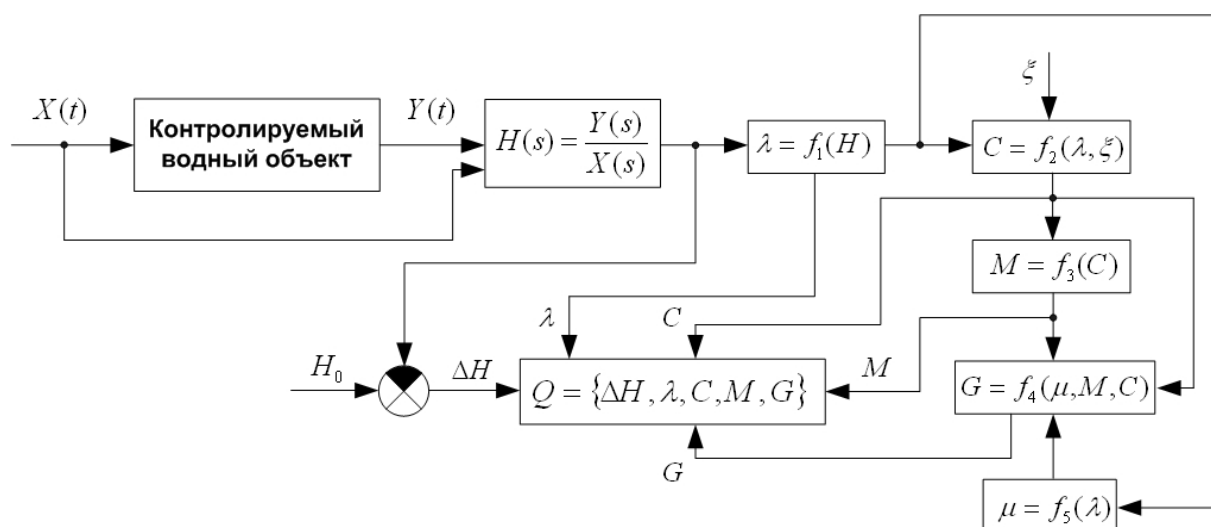 ξ
X(t)
Контролируемый
водный объект
Y(t)
H(s) = Y(s)/X(s)
λ = f₁(H)
C = f₂(λ, ξ)
M = f₃(C)
λ
C
H₀
ΔH
Q = {ΔH, λ, C, M, G}
M
G = f₄(μ, M, C)
G
μ = f₅(λ)